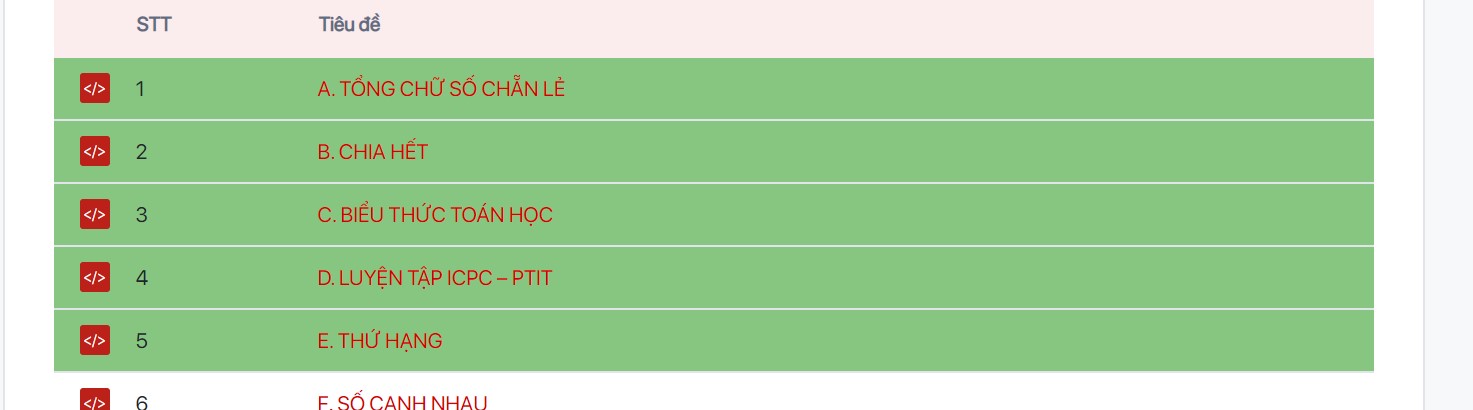 STT Tiêu đề
</> 1 A. TỔNG CHỮ SỐ CHẴN LẺ
</> 2 B. CHIA HẾT
</> 3 C. BIỂU THỨC TOÁN HỌC
</> 4 D. LUYỆN TẬP ICPC – PTIT
</> 5 E. THỨ HẠNG
</> 6 F. SỐ CẠNH NHAU